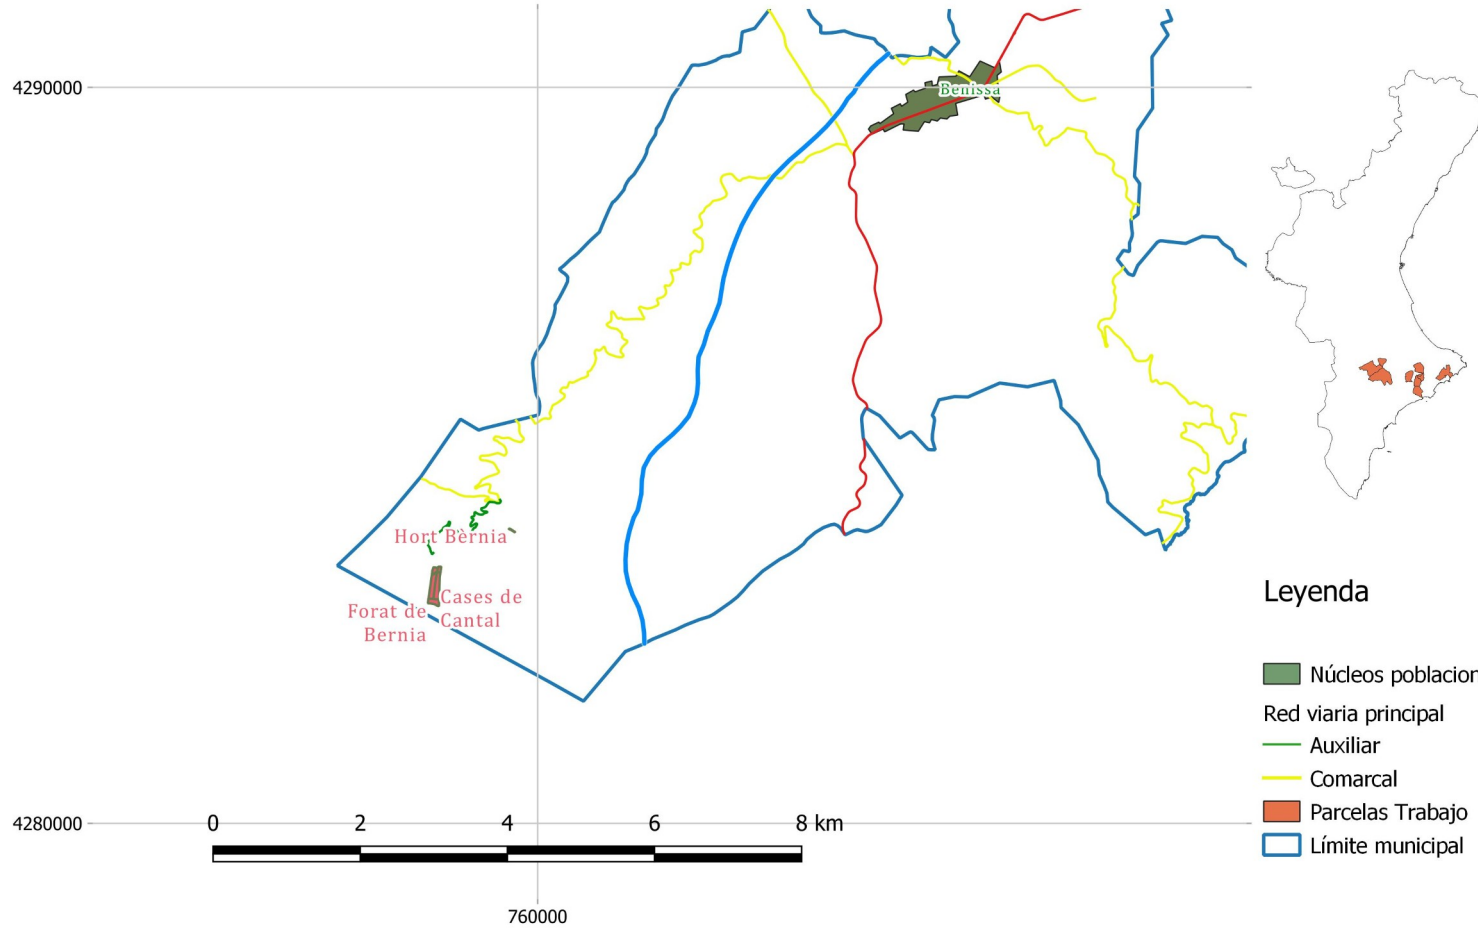 4290000
Benissa
Hort Bèrnia
Cases de
Cantal
Forat de
Bernia
4280000
0 2 4 6 8 km
760000
Leyenda
Núcleos poblacion
Red viaria principal
Auxiliar
Comarcal
Parcelas Trabajo
Límite municipal